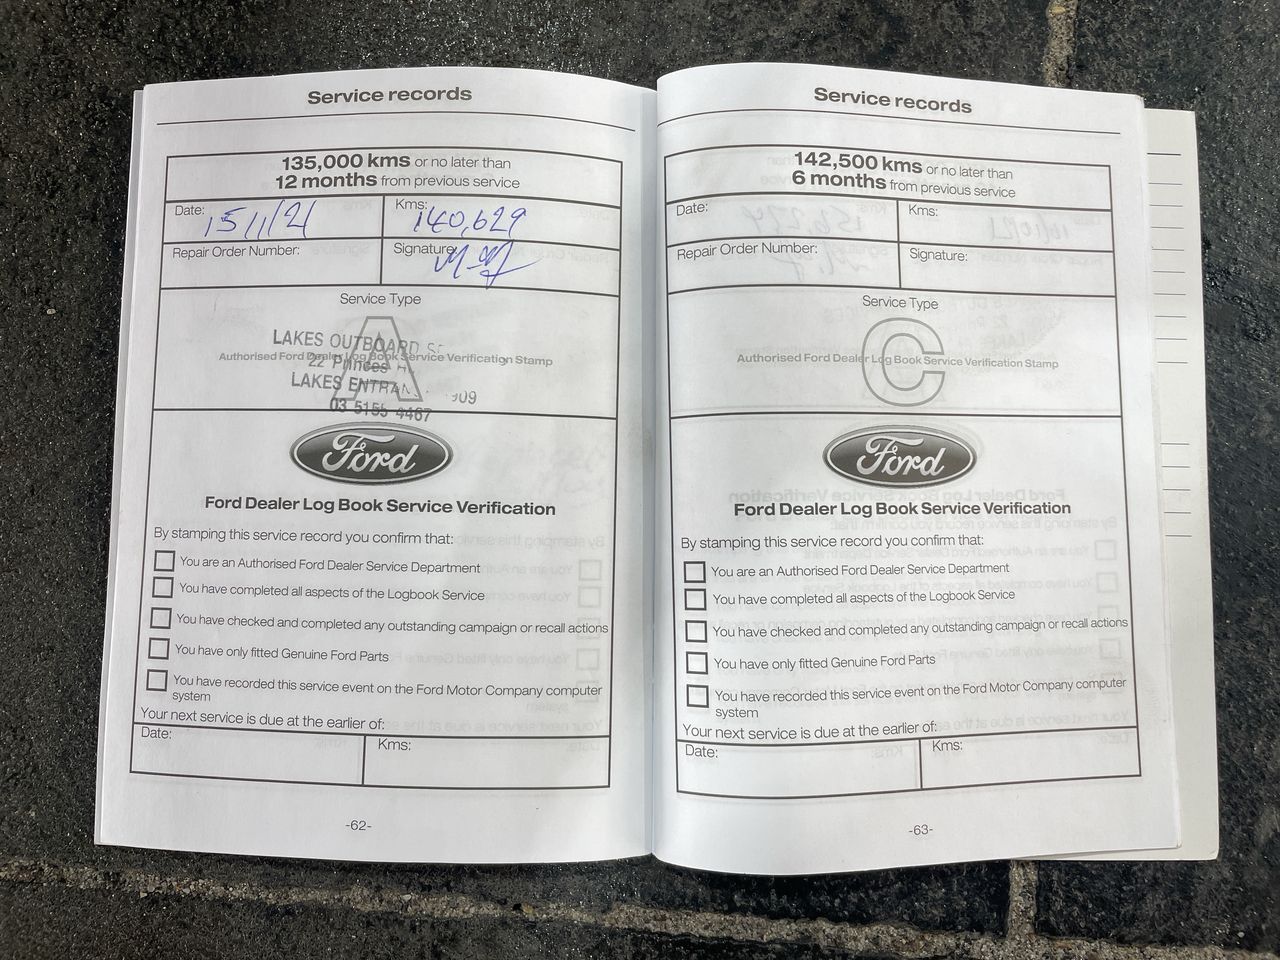 Service records
135,000 kms or no later than
12 months from previous service
Date: 15/1/21
Kms: 140,629
Repair Order Number:
Signature:
Service Type
A
Authorised Ford Dealer Log Book Service Verification Stamp
LAKES OUTBOARD
22 Princes
LAKES ENTRAN 909
03 5155 4467
Ford
Ford Dealer Log Book Service Verification
By stamping this service record you confirm that:
You are an Authorised Ford Dealer Service Department
You have completed all aspects of the Logbook Service
You have checked and completed any outstanding campaign or recall actions
You have only fitted Genuine Ford Parts
You have recorded this service event on the Ford Motor Company computer
system
Your next service is due at the earlier of:
Date:
Kms:
-62-
Service records
142,500 kms or no later than
6 months from previous service
Date:
Kms:
Repair Order Number:
Signature:
Service Type
C
Authorised Ford Dealer Log Book Service Verification Stamp
Ford
Ford Dealer Log Book Service Verification
By stamping this service record you confirm that:
You are an Authorised Ford Dealer Service Department
You have completed all aspects of the Logbook Service
You have checked and completed any outstanding campaign or recall actions
You have only fitted Genuine Ford Parts
You have recorded this service event on the Ford Motor Company computer
system
Your next service is due at the earlier of:
Date:
Kms:
-63-